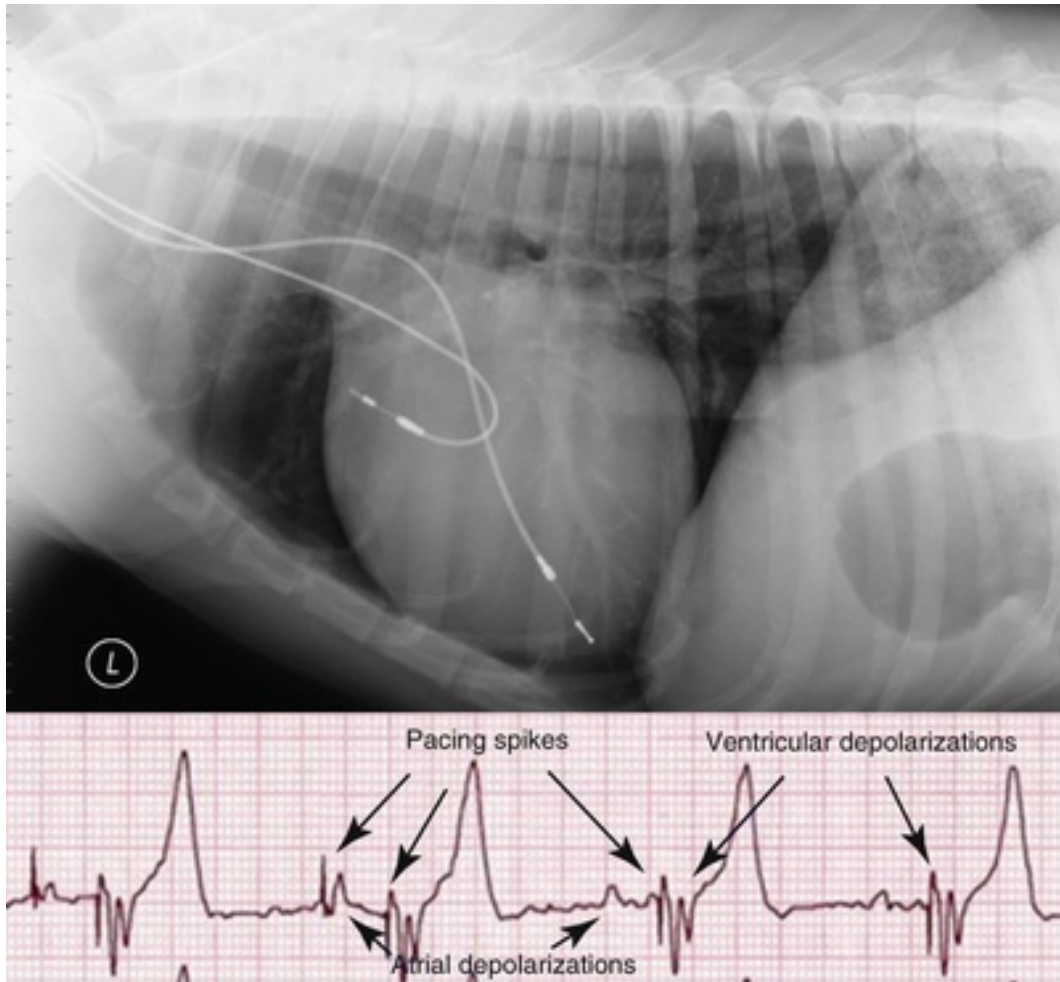 L
Pacing spikes
Ventricular depolarizations
Atrial depolarizations